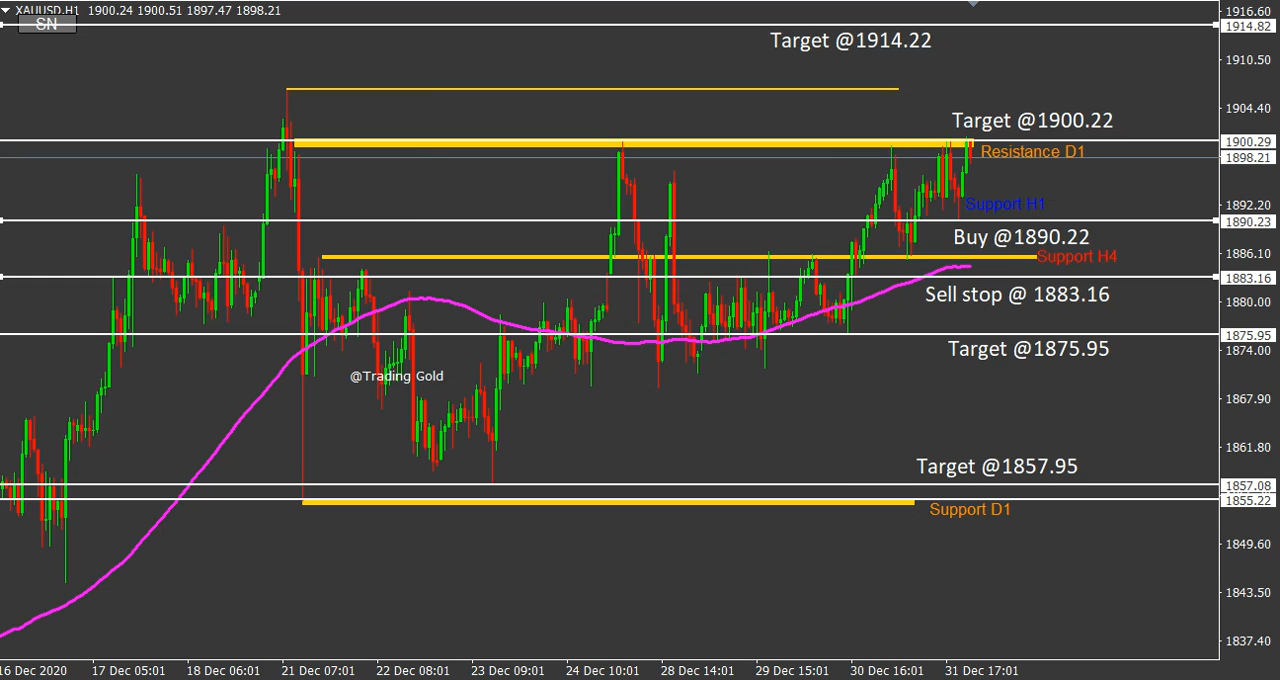 XAUUSD,H1 1900.24 1900.51 1897.47 1898.21
SN
1916.60
1914.82
Target @1914.22
1910.50
1904.40
Target @1900.22
1900.29
Resistance D1
1898.21
1892.20
Support H1
1890.23
Buy @1890.22
1886.10
Support H4
1883.16
Sell stop @ 1883.16
1880.00
1875.95
Target @1875.95
1874.00
@Trading Gold
1867.90
1861.80
Target @1857.95
1857.08
1855.22
Support D1
1849.60
1843.50
1837.40
16 Dec 2020 17 Dec 05:01 18 Dec 06:01 21 Dec 07:01 22 Dec 08:01 23 Dec 09:01 24 Dec 10:01 28 Dec 14:01 29 Dec 15:01 30 Dec 16:01 31 Dec 17:01